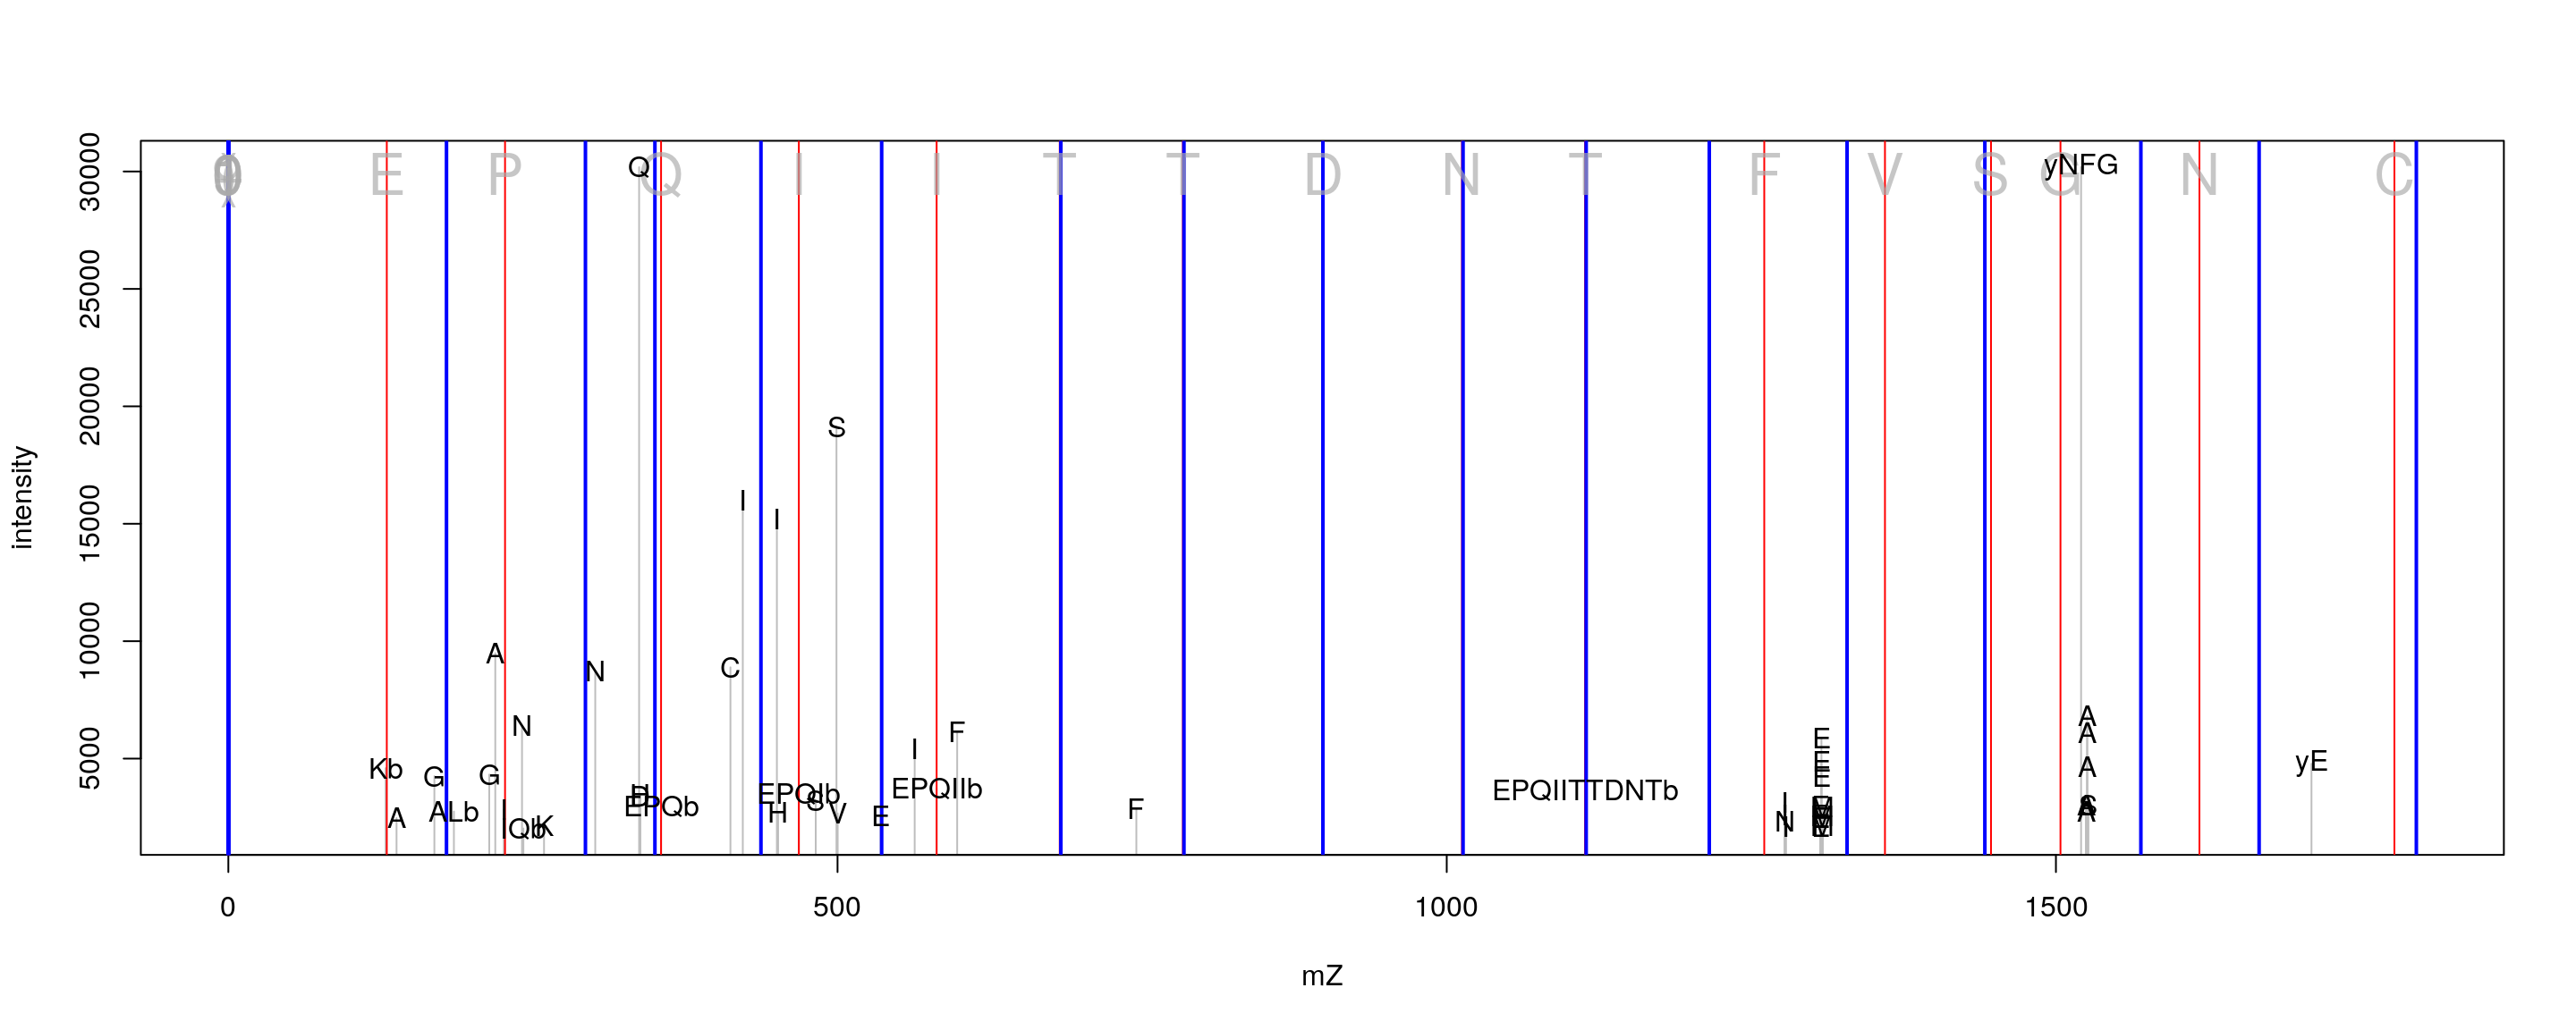 E P Q I I T T D N T F V S G N C
Q
yNFG
S
I
I
A
C
N
N
F
I
A
A
E
E
E
yE
Kb
G
G
A
EPQIIb
EPQIITTDNTb
EPQIb
S
H
EPQb
A
Lb
A
I
Qb
K
H
V
E
F
I
N
30000
25000
20000
15000
10000
5000
intensity
0 500 1000 1500
mZ